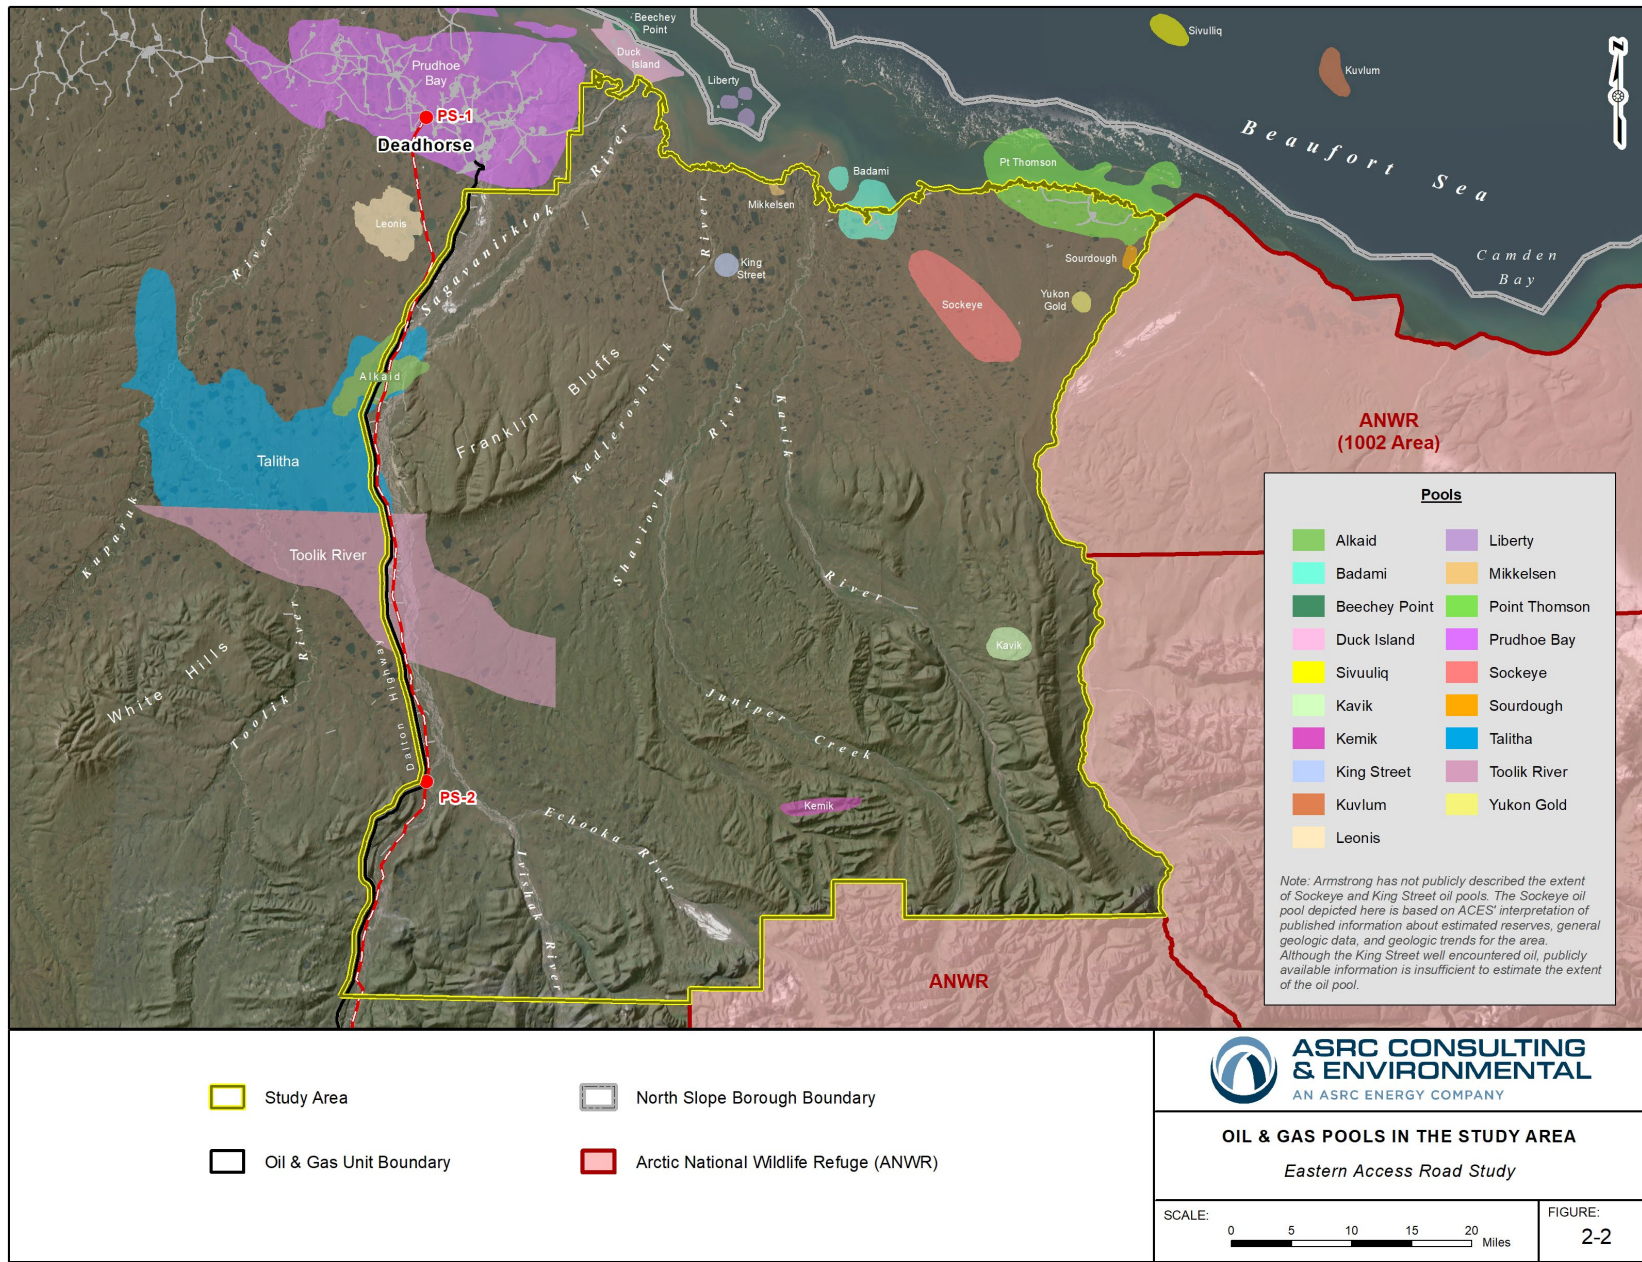 Beechey
Point
Duck
Island
Prudhoe
Bay
Liberty
Sivulliq
Kuvlum
N
PS-1
Deadhorse
Beaufort Sea
Pt Thomson
Badami
Mikkelsen
Leonis
River
Sagavanirktok River
River
King
Street
Sourdough
Yukon
Gold
Sockeye
Camden
Bay
Alkaid
Franklin Bluffs
Kadleroshilik
River
Kavik
ANWR
(1002 Area)
Talitha
Kuparuk
Toolik River
Shaviovik
River
Kavik
White Hills
River
Toolik
Dalton Highway
Juniper
Creek
PS-2
Kemik
Echooka River
Ivishak River
ANWR
Pools
Alkaid
Badami
Beechey Point
Duck Island
Sivuuliq
Kavik
Kemik
King Street
Kuvlum
Leonis
Liberty
Mikkelsen
Point Thomson
Prudhoe Bay
Sockeye
Sourdough
Talitha
Toolik River
Yukon Gold
Note: Armstrong has not publicly described the extent
of Sockeye and King Street oil pools. The Sockeye oil
pool depicted here is based on ACES' interpretation of
published information about estimated reserves, general
geologic data, and geologic trends for the area.
Although the King Street well encountered oil, publicly
available information is insufficient to estimate the extent
of the oil pool.
Study Area
North Slope Borough Boundary
Oil & Gas Unit Boundary
Arctic National Wildlife Refuge (ANWR)
ASRC CONSULTING
& ENVIRONMENTAL
AN ASRC ENERGY COMPANY
OIL & GAS POOLS IN THE STUDY AREA
Eastern Access Road Study
SCALE:
0 5 10 15 20
Miles
FIGURE:
2-2